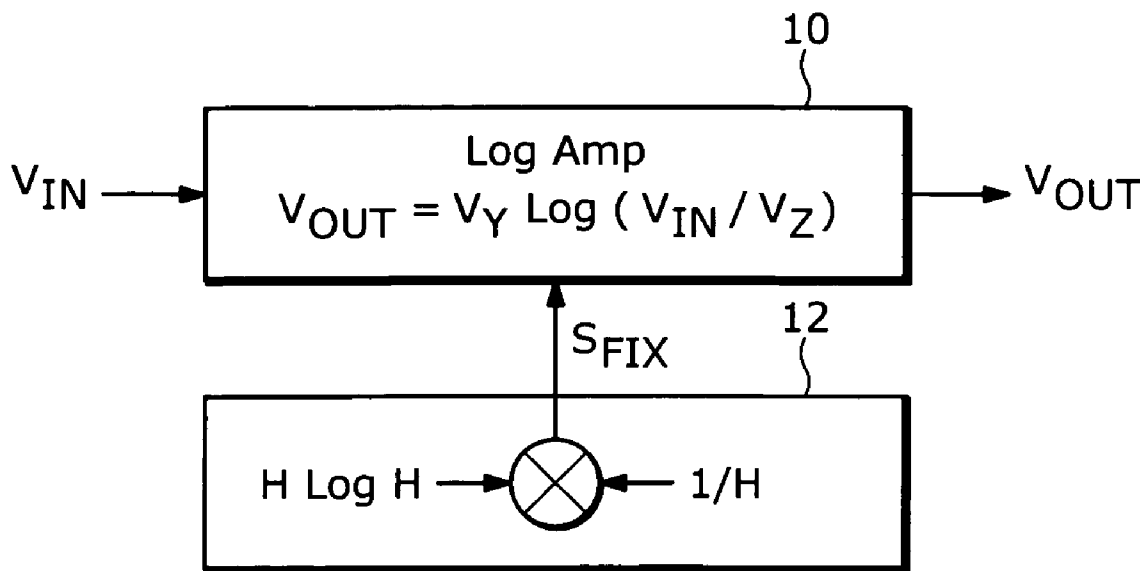 10
Log Amp
V_IN
V_OUT = V_Y Log ( V_IN / V_Z )
V_OUT
S_FIX
12
H Log H
1/H